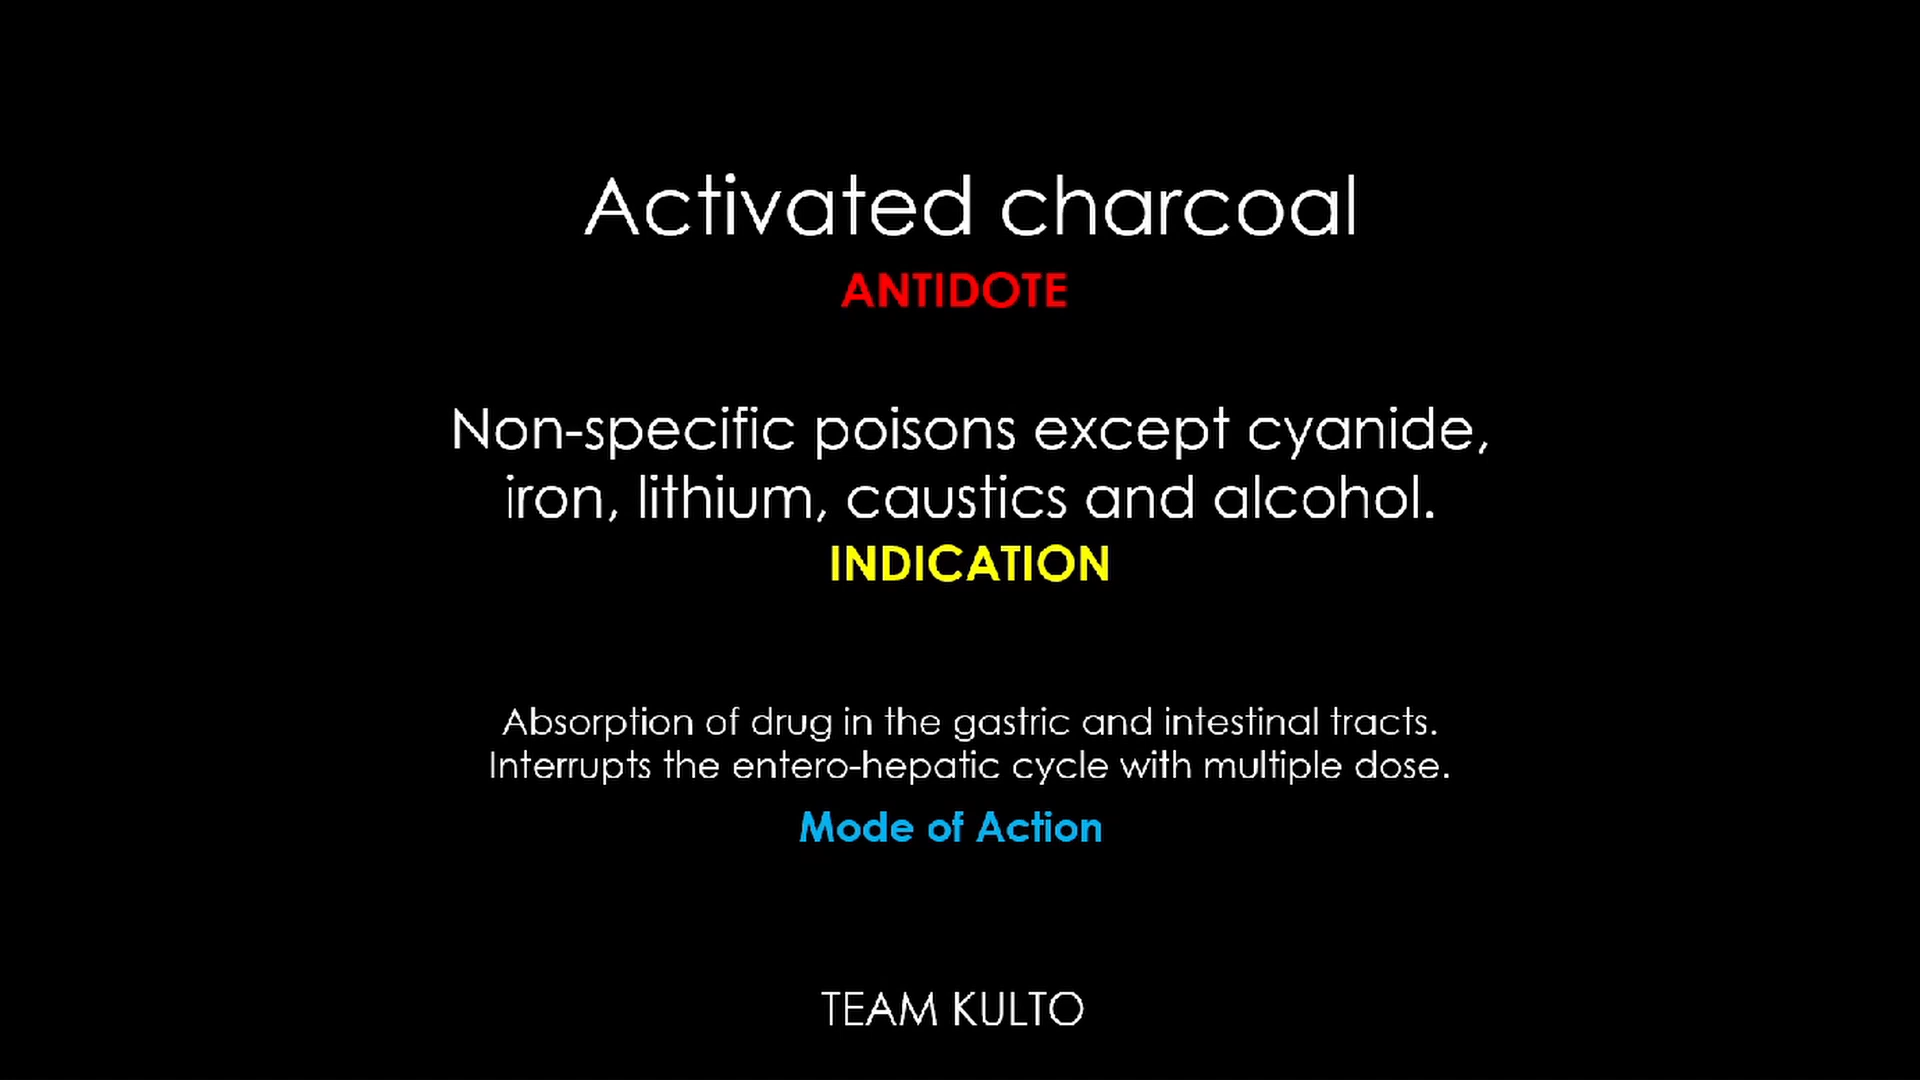 Activated charcoal
ANTIDOTE
Non-specific poisons except cyanide,
iron, lithium, caustics and alcohol.
INDICATION
Absorption of drug in the gastric and intestinal tracts.
Interrupts the entero-hepatic cycle with multiple dose.
Mode of Action
TEAM KULTO